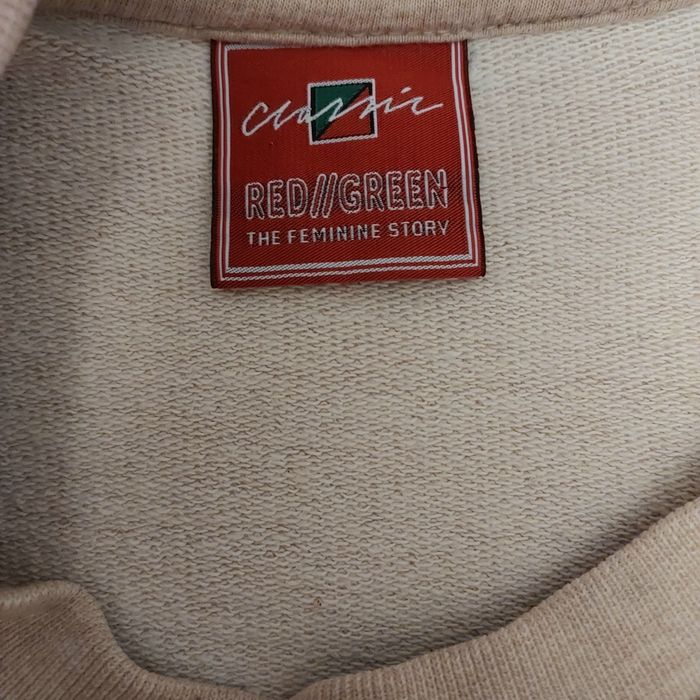 Classic
RED//GREEN
THE FEMININE STORY